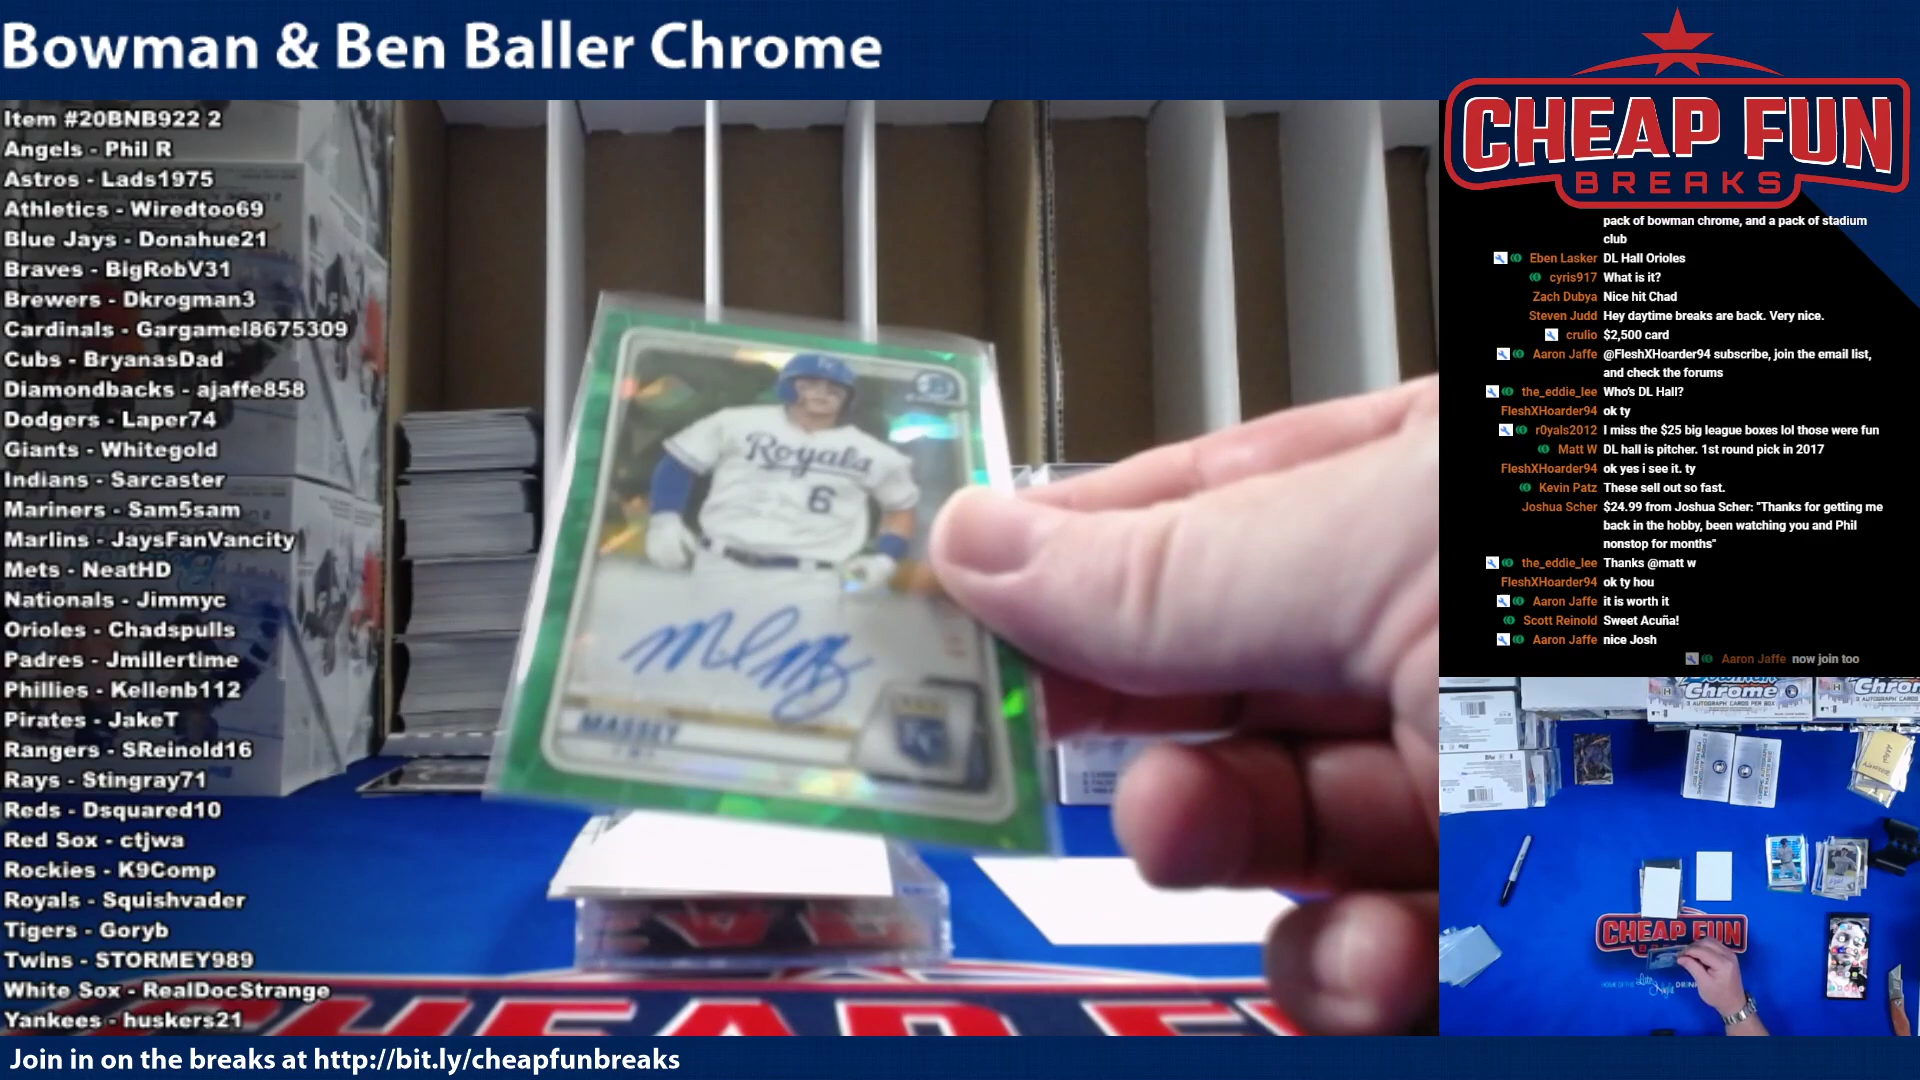 Bowman & Ben Baller Chrome
Item #20BNB922 2
Angels - Phil R
Astros - Lads1975
Athletics - Wiredtoo69
Blue Jays - Donahue21
Braves - BigRobV31
Brewers - Dkrogman3
Cardinals - Gargamel8675309
Cubs - BryanasDad
Diamondbacks - ajaffe858
Dodgers - Laper74
Giants - Whitegold
Indians - Sarcaster
Mariners - Sam5sam
Marlins - JaysFanVancity
Mets - NeatHD
Nationals - Jimmyc
Orioles - Chadspulls
Padres - Jmillertime
Phillies - Kellenb112
Pirates - JakeT
Rangers - SReinold16
Rays - Stingray71
Reds - Dsquared10
Red Sox - ctjwa
Rockies - K9Comp
Royals - Squishvader
Tigers - Goryb
Twins - STORMEY989
White Sox - RealDocStrange
Yankees - huskers21
Royals
6
MASSEY
KC
CHEAP FUN
BREAKS
pack of bowman chrome, and a pack of stadium
club
Eben Lasker DL Hall Orioles
cyris917 What is it?
Zach Dubya Nice hit Chad
Steven Judd Hey daytime breaks are back. Very nice.
crulio $2,500 card
Aaron Jaffe @FleshXHoarder94 subscribe, join the email list,
and check the forums
the_eddie_lee Who's DL Hall?
FleshXHoarder94 ok ty
r0yals2012 I miss the $25 big league boxes lol those were fun
Matt W DL hall is pitcher. 1st round pick in 2017
FleshXHoarder94 ok yes i see it. ty
Kevin Patz These sell out so fast.
Joshua Scher $24.99 from Joshua Scher: "Thanks for getting me
back in the hobby, been watching you and Phil
nonstop for months"
the_eddie_lee Thanks @matt w
FleshXHoarder94 ok ty hou
Aaron Jaffe it is worth it
Scott Reinold Sweet Acuña!
Aaron Jaffe nice Josh
Aaron Jaffe now join too
Chrome
CHEAP FUN
Join in on the breaks at http://bit.ly/cheapfunbreaks